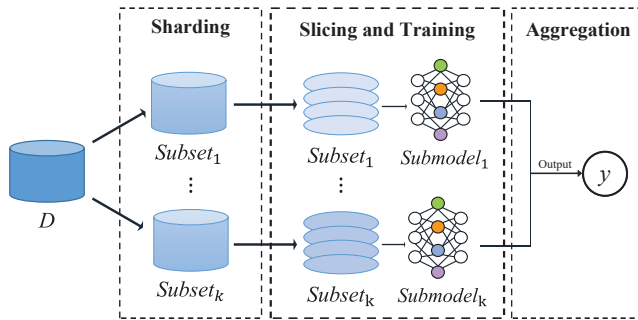 Sharding
Slicing and Training
Aggregation
D
Subset₁
...
Subsetₖ
Subset₁
...
Subsetₖ
Submodel₁
Submodelₖ
Output
y